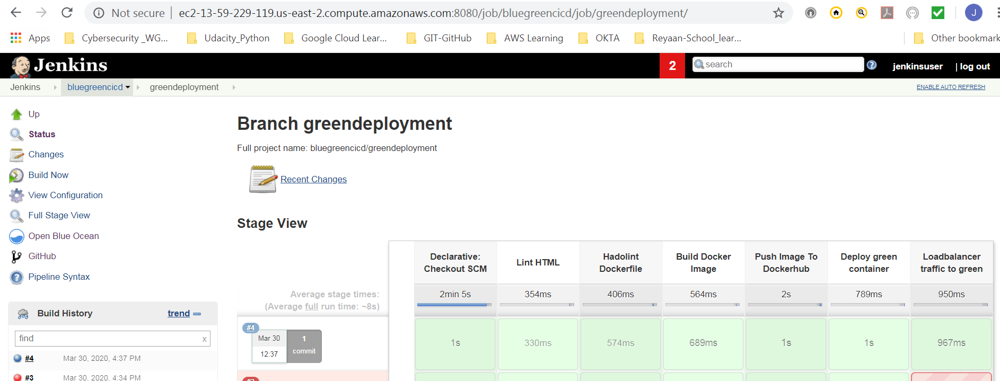 Not secure | ec2-13-59-229-119.us-east-2.compute.amazonaws.com:8080/job/bluegreencicd/job/greendeployment/
J
Apps Cybersecurity _WG... Udacity_Python Google Cloud Lear... GIT-GitHub AWS Learning OKTA Reyaan-School_lear... Other bookmark
Jenkins 2 search ? jenkinsuser | log out
Jenkins bluegreencicd greendeployment ENABLE AUTO REFRESH
Up
Status
Changes
Build Now
View Configuration
Full Stage View
Open Blue Ocean
GitHub
Pipeline Syntax
Build History trend
find x
#4 Mar 30, 2020, 4:37 PM
#3 Mar 30, 2020, 4:34 PM
Branch greendeployment
Full project name: bluegreencicd/greendeployment
Recent Changes
Stage View
Declarative: Checkout SCM
Lint HTML
Hadolint Dockerfile
Build Docker Image
Push Image To Dockerhub
Deploy green container
Loadbalancer traffic to green
Average stage times:
(Average full run time: ~8s)
2min 5s 354ms 406ms 564ms 2s 789ms 950ms
#4
Mar 30
12:37
1
commit
1s 330ms 574ms 689ms 1s 1s 967ms